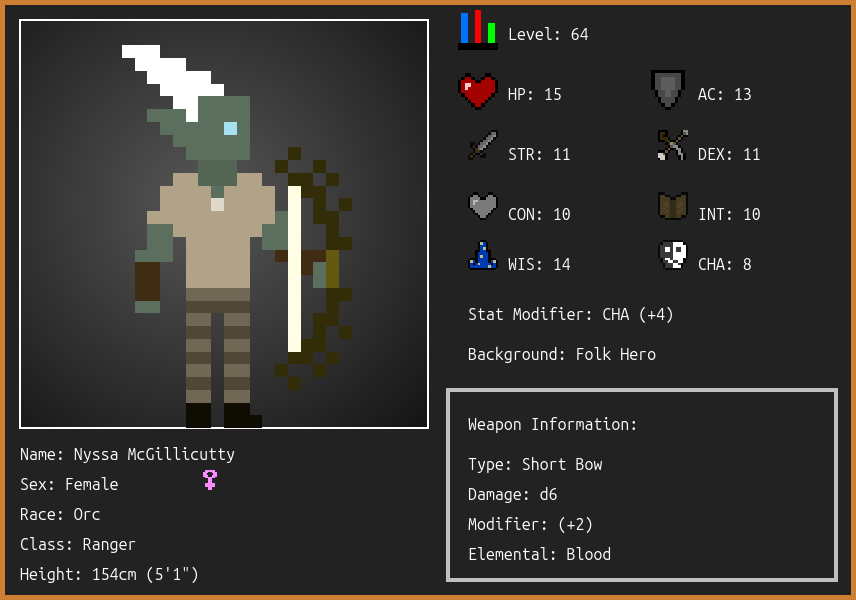 Level: 64
HP: 15
AC: 13
STR: 11
DEX: 11
CON: 10
INT: 10
WIS: 14
CHA: 8
Stat Modifier: CHA (+4)
Background: Folk Hero
Weapon Information:
Type: Short Bow
Damage: d6
Modifier: (+2)
Elemental: Blood
Name: Nyssa McGillicutty
Sex: Female
Race: Orc
Class: Ranger
Height: 154cm (5'1")